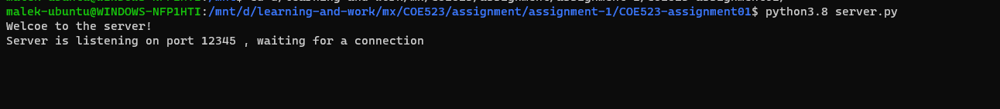 malek-ubuntu@WINDOWS-NFP1HTI:/mnt/d/learning-and-work/mx/COE523/assignment/assignment-1/COE523-assignment01$ python3.8 server.py
Welcoe to the server!
Server is listening on port 12345 , waiting for a connection